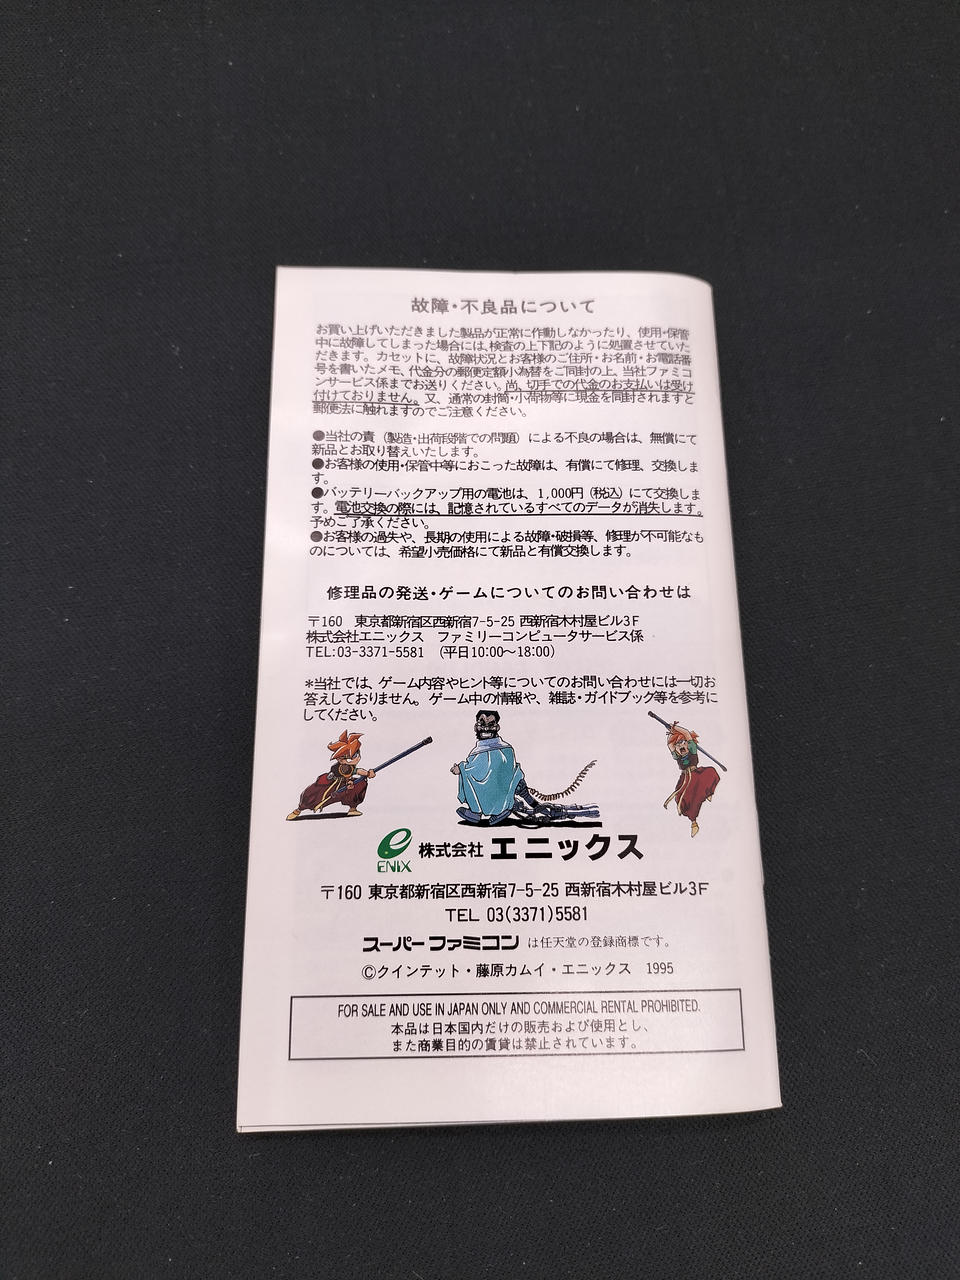 故障・不良品について
お買い上げいただきました製品が正常に作動しなかったり、使用・保管
中に故障してしまった場合には、検査の上下記のように処置させていた
だきます。カセットに、故障状況とお客様のご住所・お名前・お電話番
号を書いたメモ、代金分の郵便定額小為替をご同封の上、当社ファミコ
ンサービス係までお送りください。尚、切手での代金のお支払いは受け
付けておりません。又、通常の封筒・小荷物等に現金を同封されますと
郵便法に触れますのでご注意ください。
●当社の責（製造・出荷段階での問題）による不良の場合は、無償にて
新品とお取り替えいたします。
●お客様の使用・保管中等におこった故障は、有償にて修理、交換しま
す。
●バッテリーバックアップ用の電池は、1,000円（税込）にて交換しま
す。電池交換の際には、記憶されているすべてのデータが消失します。
予めご了承ください。
●お客様の過失や、長期の使用による故障・破損等、修理が不可能なも
のについては、希望小売価格にて新品と有償交換します。
修理品の発送・ゲームについてのお問い合わせは
〒160 東京都新宿区西新宿7-5-25 西新宿木村屋ビル3F
株式会社エニックス ファミリーコンピュータサービス係
TEL:03-3371-5581 （平日10:00〜18:00）
＊当社では、ゲーム内容やヒント等についてのお問い合わせには一切お
答えしておりません。ゲーム中の情報や、雑誌・ガイドブック等を参考に
してください。
ENIX 株式会社 エニックス
〒160 東京都新宿区西新宿7-5-25 西新宿木村屋ビル3F
TEL 03(3371)5581
スーパーファミコン は任天堂の登録商標です。
©クインテット・藤原カムイ・エニックス 1995
FOR SALE AND USE IN JAPAN ONLY AND COMMERCIAL RENTAL PROHIBITED.
本品は日本国内だけの販売および使用とし、
また商業目的の賃貸は禁止されています。